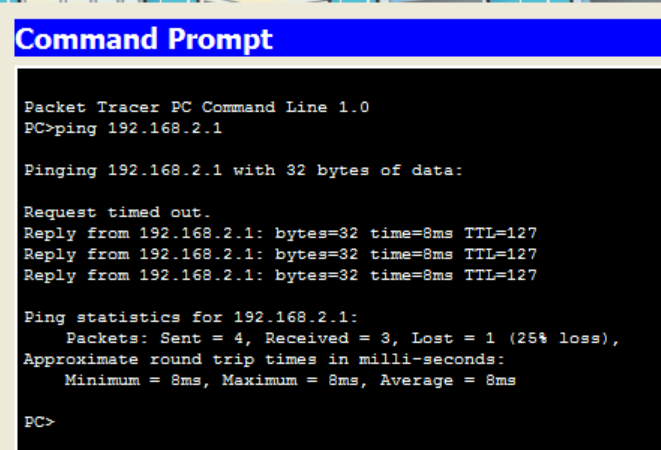 Command Prompt
Packet Tracer PC Command Line 1.0
PC>ping 192.168.2.1
Pinging 192.168.2.1 with 32 bytes of data:
Request timed out.
Reply from 192.168.2.1: bytes=32 time=8ms TTL=127
Reply from 192.168.2.1: bytes=32 time=8ms TTL=127
Reply from 192.168.2.1: bytes=32 time=8ms TTL=127
Ping statistics for 192.168.2.1:
    Packets: Sent = 4, Received = 3, Lost = 1 (25% loss),
Approximate round trip times in milli-seconds:
    Minimum = 8ms, Maximum = 8ms, Average = 8ms
PC>